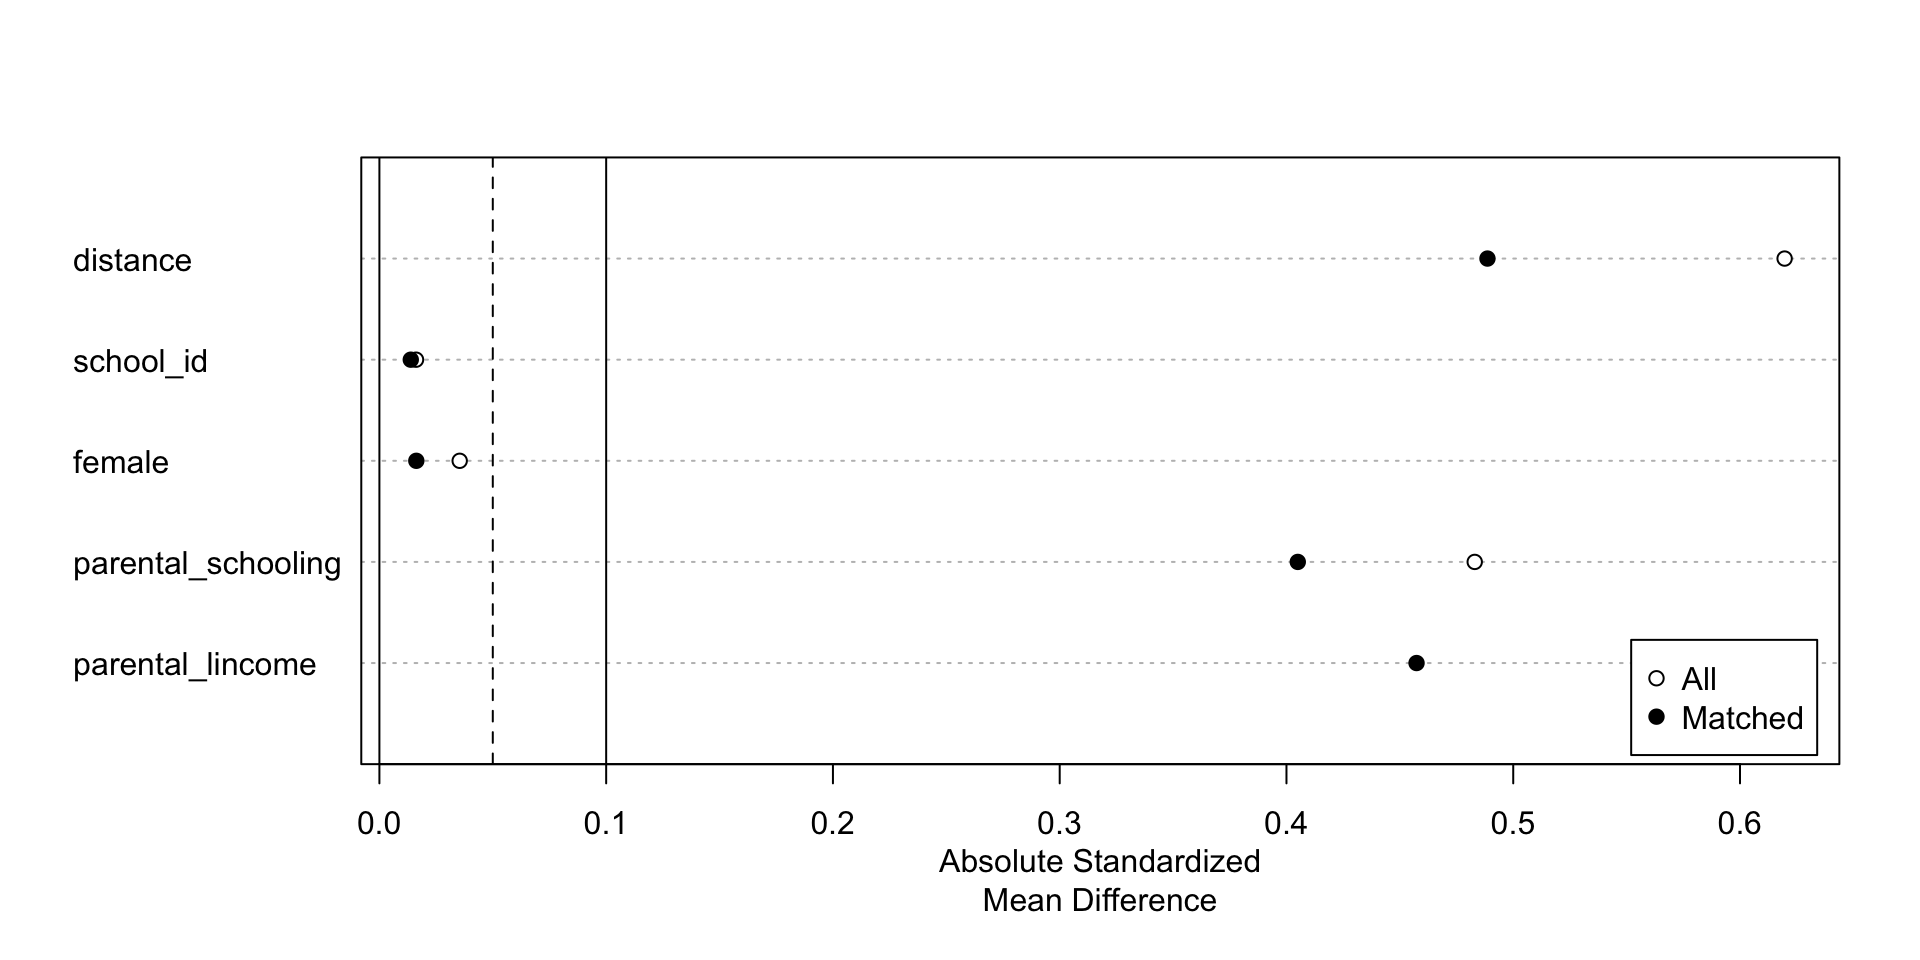 distance
school_id
female
parental_schooling
parental_lincome
All
Matched
0.0 0.1 0.2 0.3 0.4 0.5 0.6
Absolute Standardized
Mean Difference